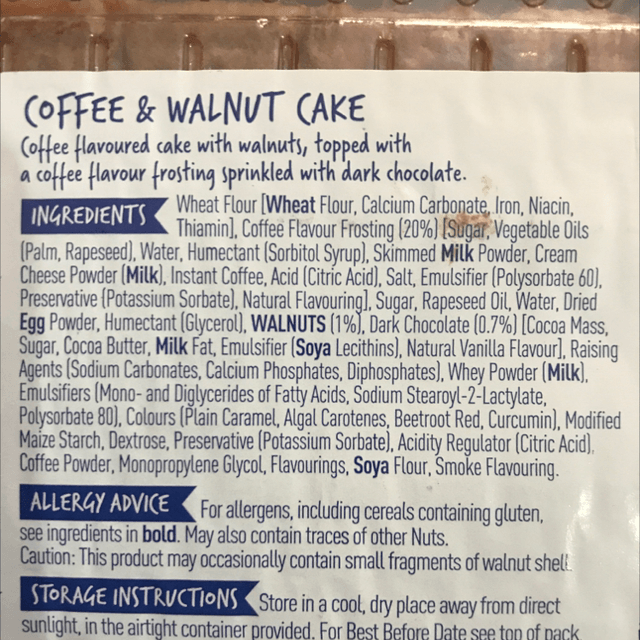 COFFEE & WALNUT CAKE
Coffee flavoured cake with walnuts, topped with
a coffee flavour frosting sprinkled with dark chocolate.
INGREDIENTS Wheat Flour [Wheat Flour, Calcium Carbonate, Iron, Niacin,
Thiamin], Coffee Flavour Frosting (20%) [Sugar, Vegetable Oils
(Palm, Rapeseed), Water, Humectant (Sorbitol Syrup), Skimmed Milk Powder, Cream
Cheese Powder (Milk), Instant Coffee, Acid (Citric Acid), Salt, Emulsifier (Polysorbate 60),
Preservative (Potassium Sorbate), Natural Flavouring], Sugar, Rapeseed Oil, Water, Dried
Egg Powder, Humectant (Glycerol), WALNUTS (1%), Dark Chocolate (0.7%) [Cocoa Mass,
Sugar, Cocoa Butter, Milk Fat, Emulsifier (Soya Lecithins), Natural Vanilla Flavour], Raising
Agents (Sodium Carbonates, Calcium Phosphates, Diphosphates), Whey Powder (Milk),
Emulsifiers (Mono- and Diglycerides of Fatty Acids, Sodium Stearoyl-2-Lactylate,
Polysorbate 80), Colours (Plain Caramel, Algal Carotenes, Beetroot Red, Curcumin), Modified
Maize Starch, Dextrose, Preservative (Potassium Sorbate), Acidity Regulator (Citric Acid),
Coffee Powder, Monopropylene Glycol, Flavourings, Soya Flour, Smoke Flavouring.
ALLERGY ADVICE For allergens, including cereals containing gluten,
see ingredients in bold. May also contain traces of other Nuts.
Caution: This product may occasionally contain small fragments of walnut shell.
STORAGE INSTRUCTIONS Store in a cool, dry place away from direct
sunlight, in the airtight container provided. For Best Before Date see top of pack